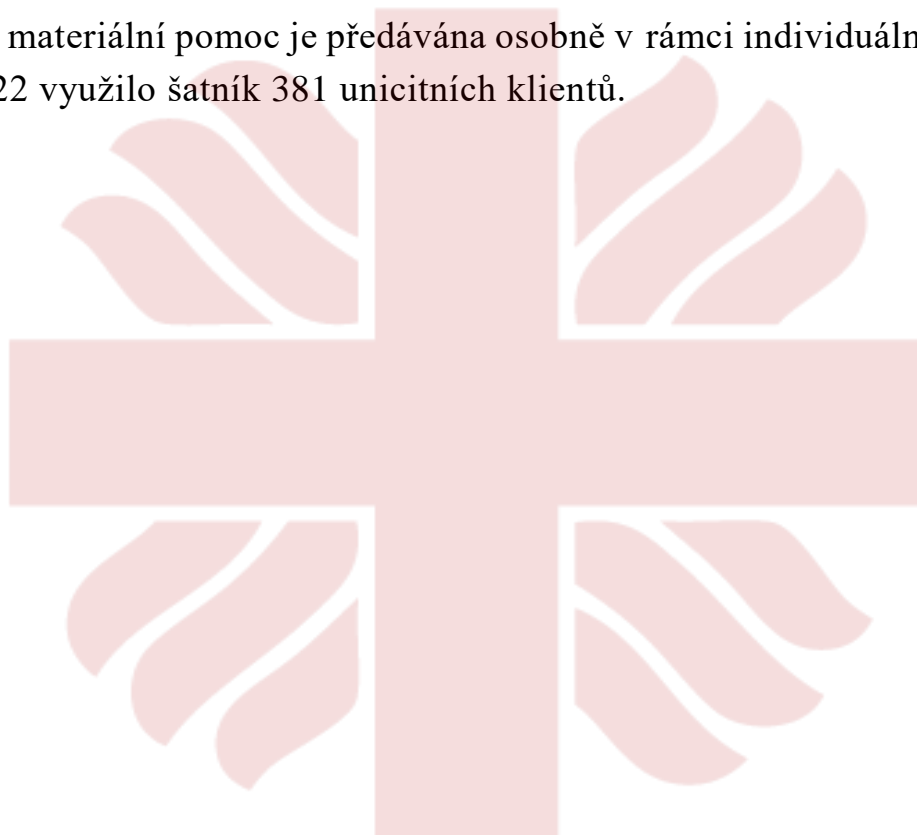 materiální pomoc je předávána osobně v rámci individuáln
22 využilo šatník 381 unicitních klientů.